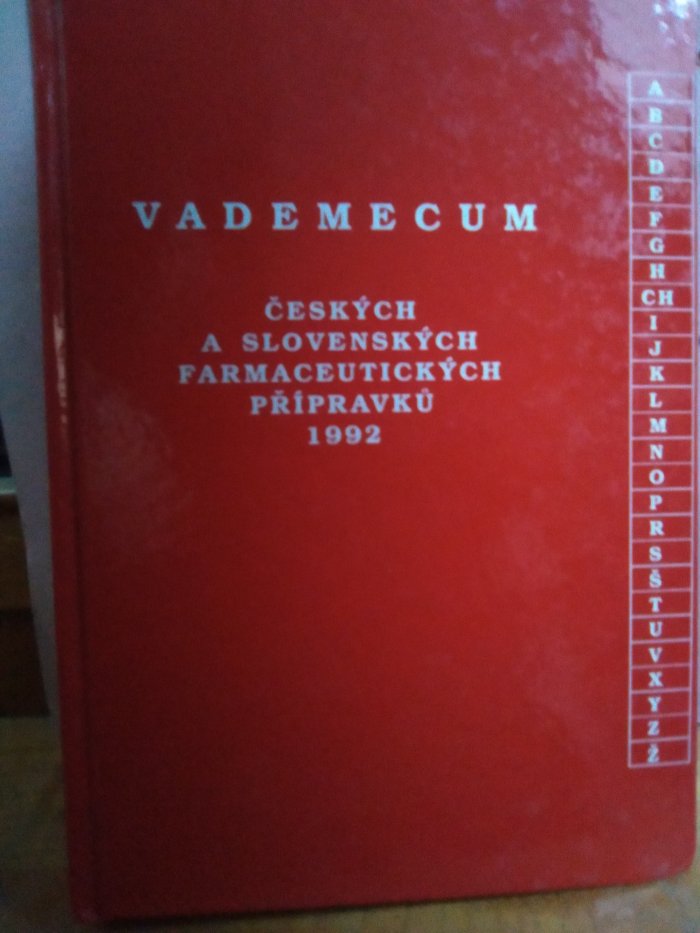 VADEMECUM
ČESKÝCH
A SLOVENSKÝCH
FARMACEUTICKÝCH
PŘÍPRAVKŮ
1992
A
B
C
D
E
F
G
H
CH
I
J
K
L
M
N
O
P
R
S
Š
T
U
V
X
Y
Z
Ž